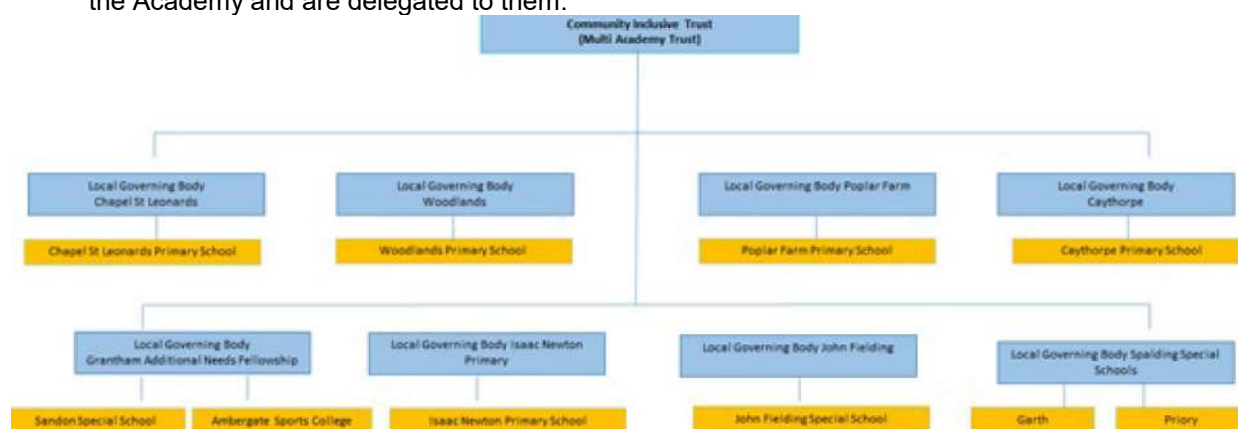 the Academy and are delegated to them.
Community Inclusive Trust
(Multi Academy Trust)
Local Governing Body
Chapel St Leonards
Local Governing Body
Woodlands
Local Governing Body Poplar Farm
Local Governing Body
Caythorpe
Chapel St Leonards Primary School
Woodlands Primary School
Poplar Farm Primary School
Caythorpe Primary School
Local Governing Body
Grantham Additional Needs Fellowship
Local Governing Body Isaac Newton
Primary
Local Governing Body John Fielding
Local Governing Body Spalding Special
Schools
Sandon Special School
Ambergate Sports College
Isaac Newton Primary School
John Fielding Special School
Garth
Priory